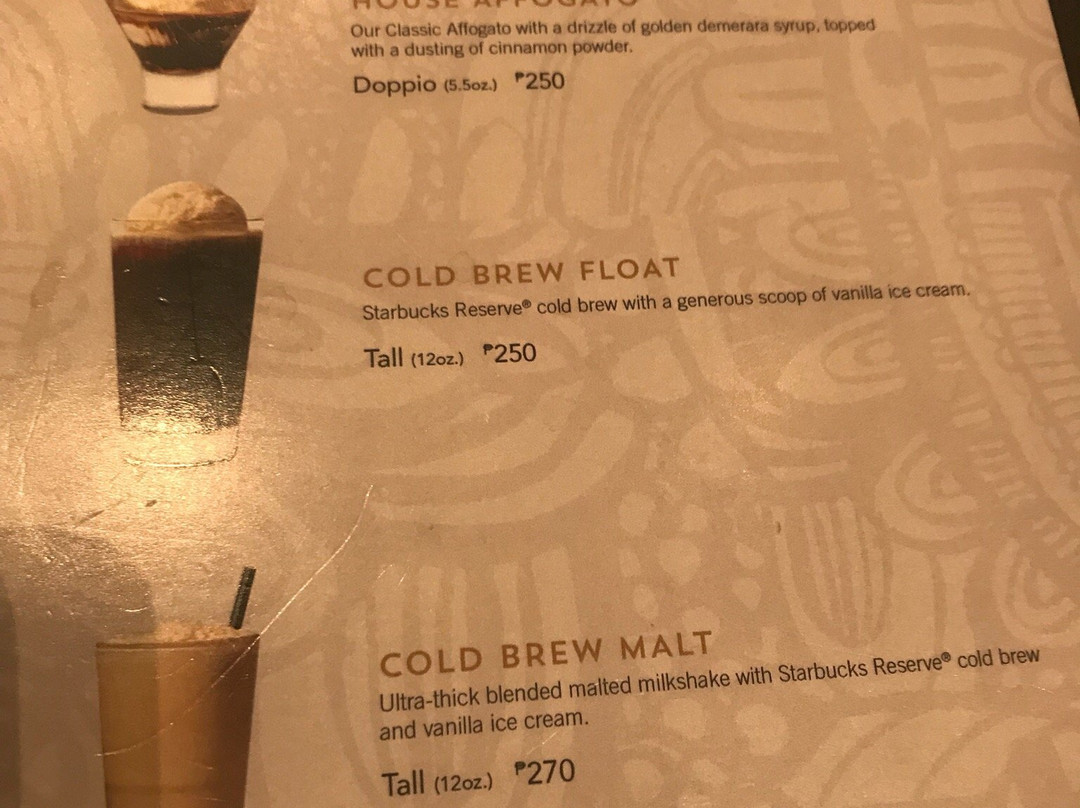 HOUSE AFFOGATO
Our Classic Affogato with a drizzle of golden demerara syrup, topped
with a dusting of cinnamon powder.
Doppio (5.5oz.) ₱250
COLD BREW FLOAT
Starbucks Reserve® cold brew with a generous scoop of vanilla ice cream.
Tall (12oz.) ₱250
COLD BREW MALT
Ultra-thick blended malted milkshake with Starbucks Reserve® cold brew
and vanilla ice cream.
Tall (12oz.) ₱270